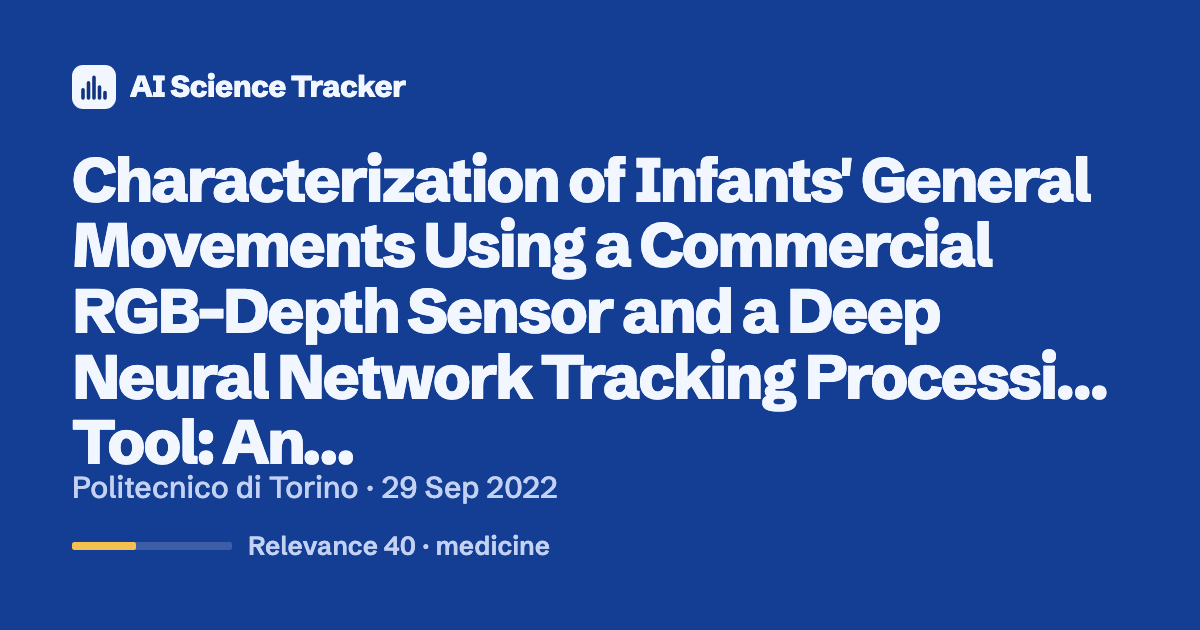 AI Science Tracker
Characterization of Infants' General
Movements Using a Commercial
RGB-Depth Sensor and a Deep
Neural Network Tracking Processi...
Tool: An...
Politecnico di Torino · 29 Sep 2022
Relevance 40 · medicine